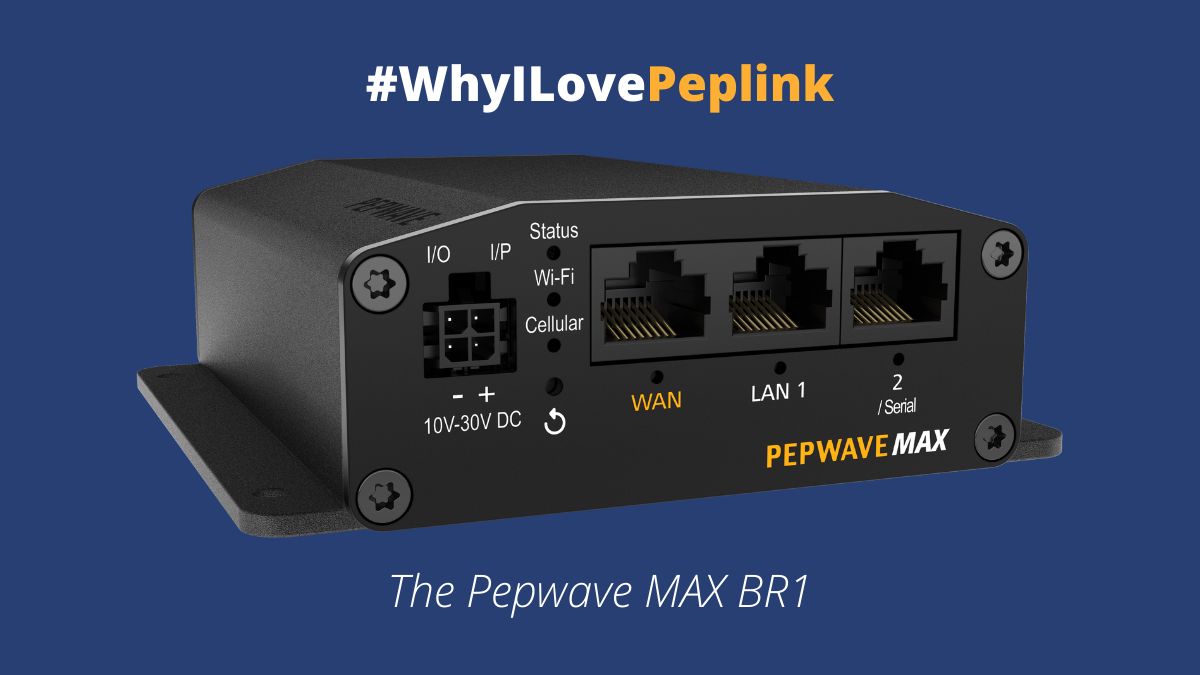 #WhyILovePeplink
PEPWAVE
I/O
I/P
Status
Wi-Fi
Cellular
- +
10V-30V DC
WAN
LAN 1
2
/ Serial
PEPWAVE MAX
The Pepwave MAX BR1